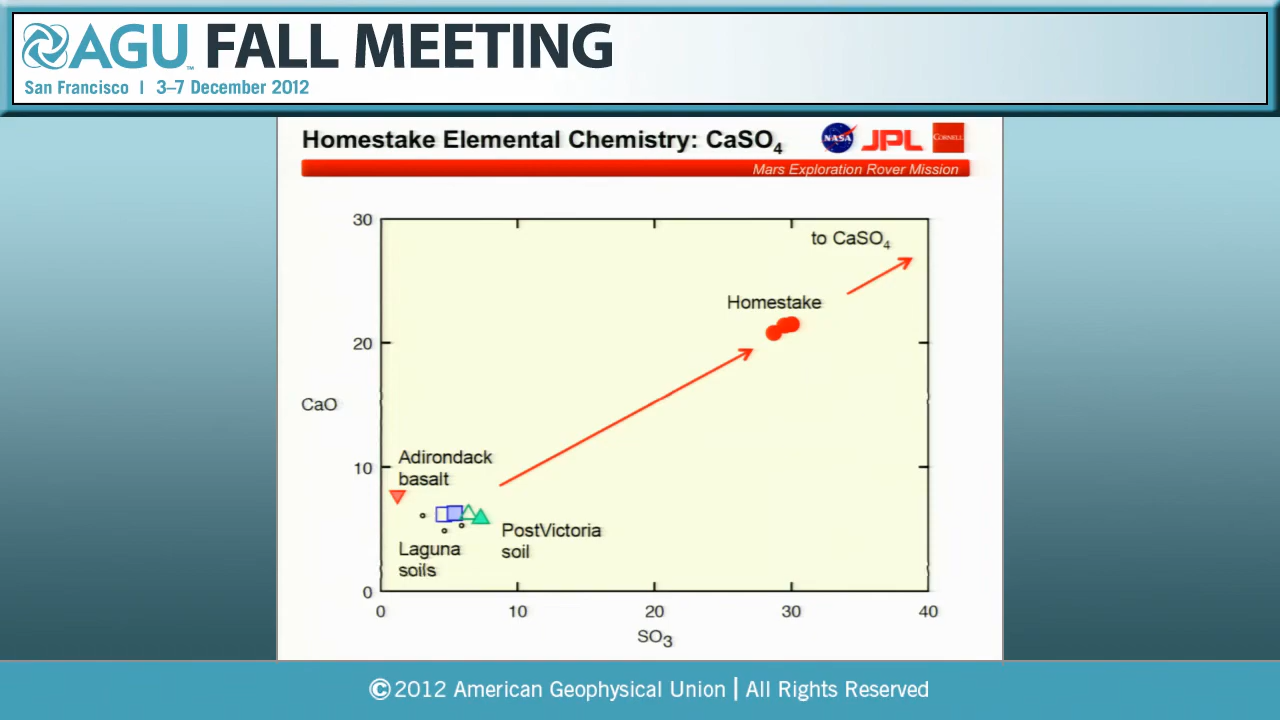 AGU™ FALL MEETING
San Francisco | 3–7 December 2012
Homestake Elemental Chemistry: CaSO₄
NASA
JPL
CORNELL
Mars Exploration Rover Mission
30
to CaSO₄
Homestake
20
CaO
Adirondack
basalt
10
PostVictoria
soil
Laguna
soils
0
0 10 20 30 40
SO₃
©2012 American Geophysical Union | All Rights Reserved